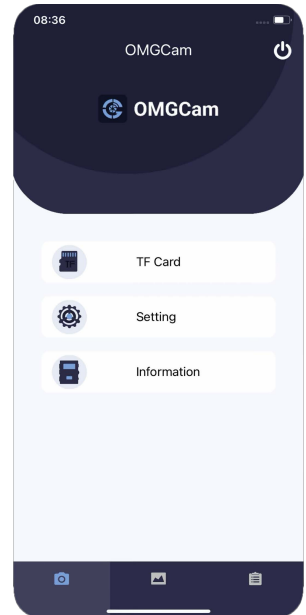 08:36
OMGCam
OMGCam
TF Card
Setting
Information